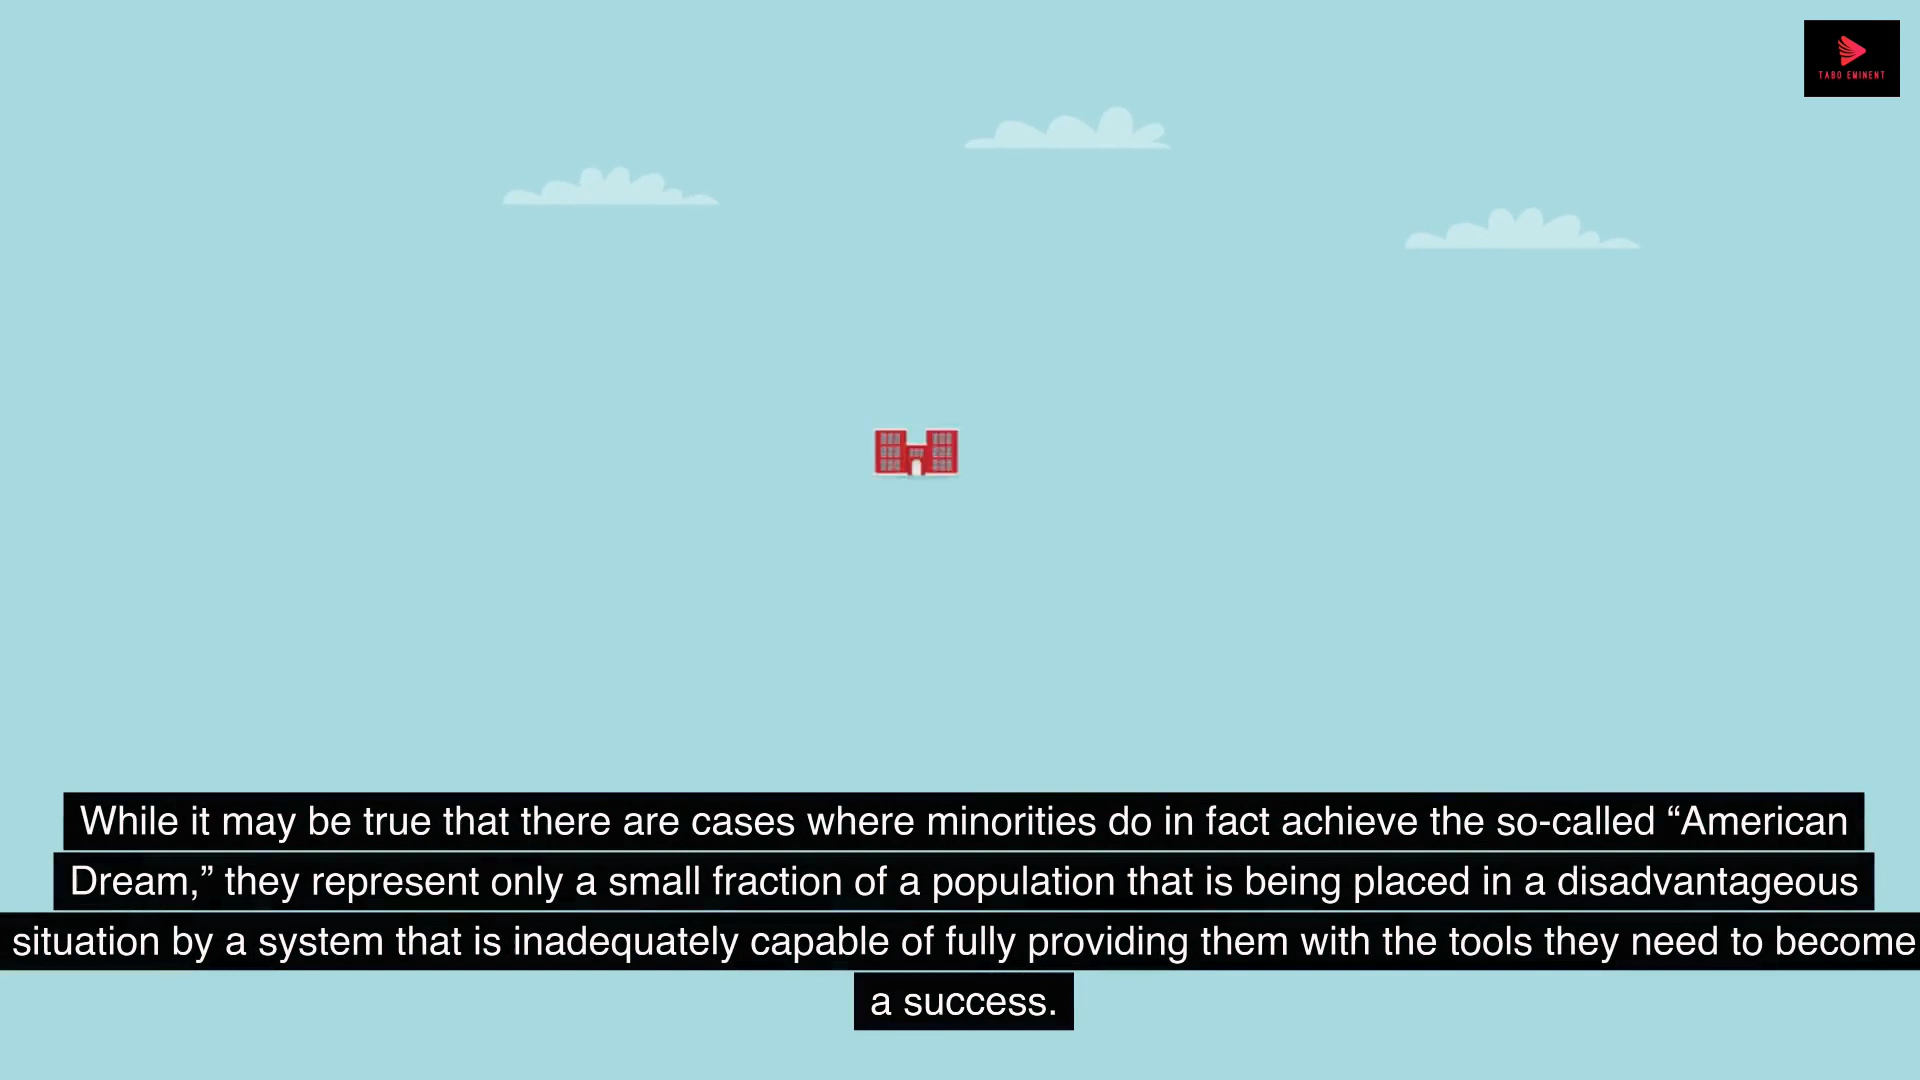 TABO EMINENT
While it may be true that there are cases where minorities do in fact achieve the so-called “American
Dream,” they represent only a small fraction of a population that is being placed in a disadvantageous
situation by a system that is inadequately capable of fully providing them with the tools they need to become
a success.